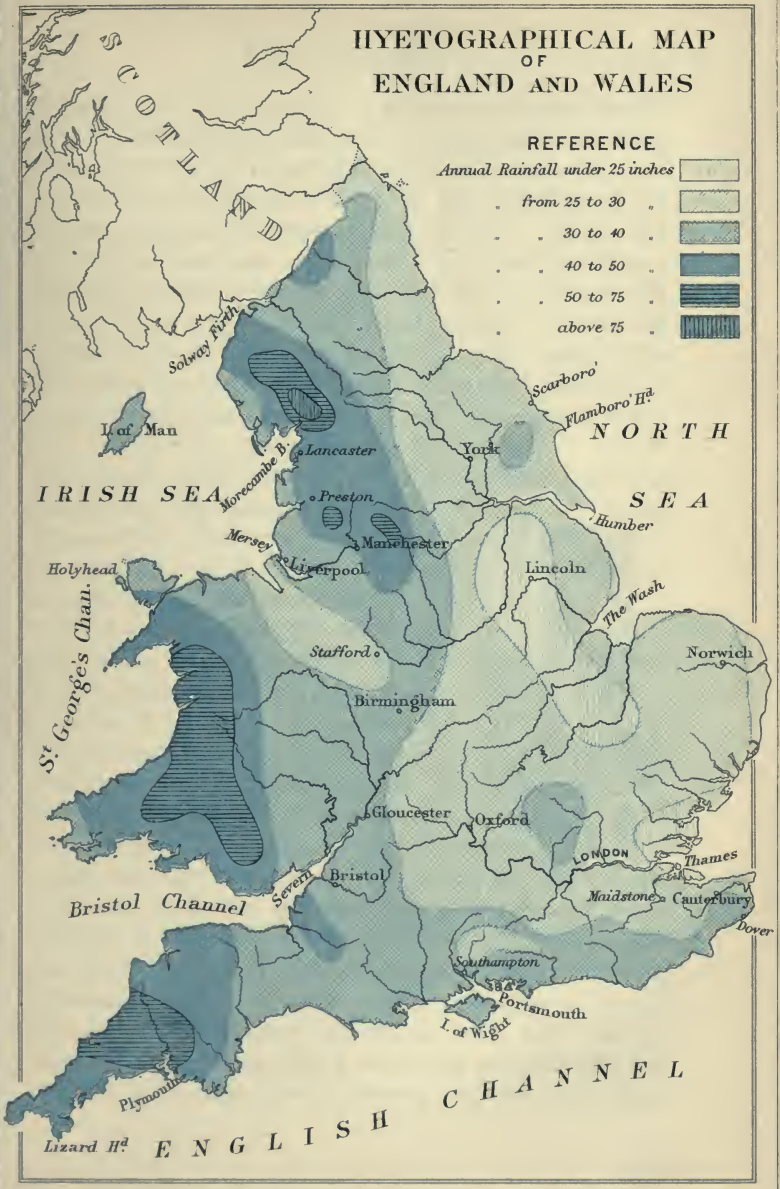 HYETOGRAPHICAL MAP
OF
ENGLAND AND WALES
REFERENCE
Annual Rainfall under 25 inches
„ from 25 to 30 „
„ „ 30 to 40 „
„ „ 40 to 50 „
„ „ 50 to 75 „
„ „ above 75 „
SCOTLAND
Solway Firth
Scarboro'
Flamboro' Hd.
I. of Man
NORTH
SEA
York
Lancaster
Morecambe B.
IRISH SEA
Preston
Humber
Mersey
Manchester
Holyhead
Liverpool
Lincoln
The Wash
St. George's Chan.
Stafford
Norwich
Birmingham
Gloucester
Oxford
LONDON
Thames
Severn
Bristol
Maidstone
Canterbury
Bristol Channel
Dover
Southampton
Portsmouth
I. of Wight
Plymouth
Lizard Hd.
ENGLISH CHANNEL